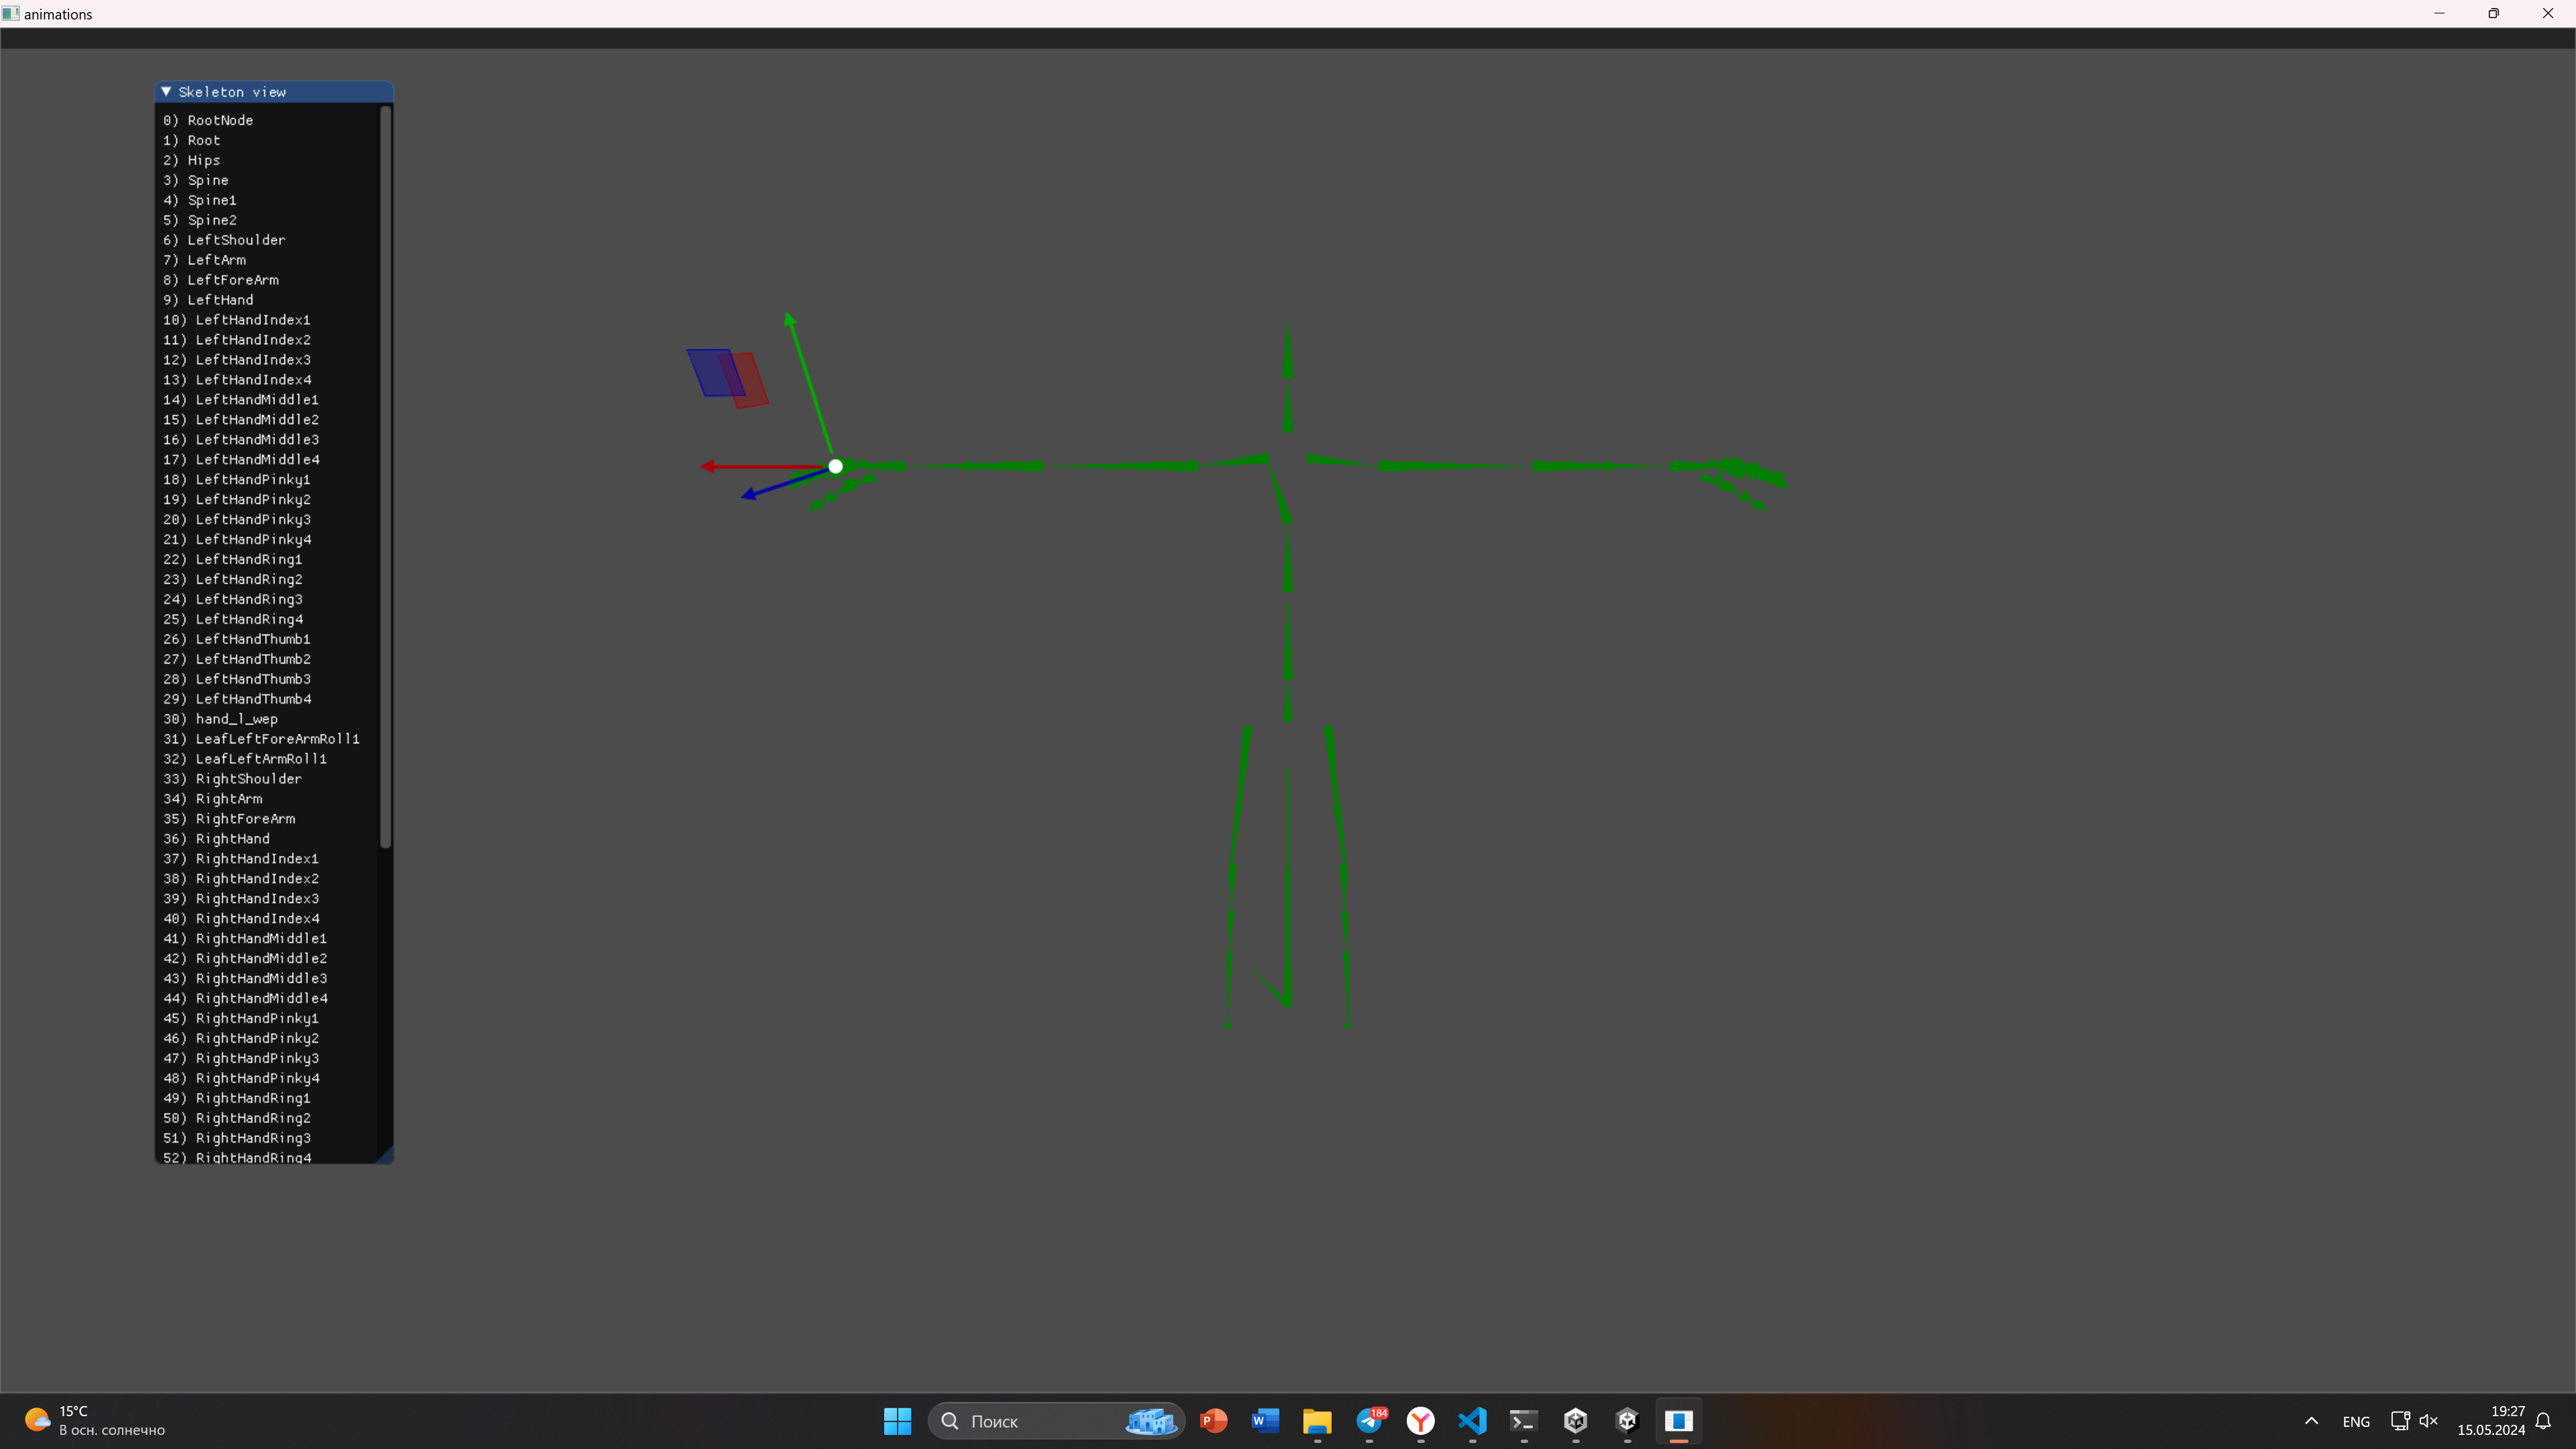 animations
Skeleton view
0) RootNode
1) Root
2) Hips
3) Spine
4) Spine1
5) Spine2
6) LeftShoulder
7) LeftArm
8) LeftForeArm
9) LeftHand
10) LeftHandIndex1
11) LeftHandIndex2
12) LeftHandIndex3
13) LeftHandIndex4
14) LeftHandMiddle1
15) LeftHandMiddle2
16) LeftHandMiddle3
17) LeftHandMiddle4
18) LeftHandPinky1
19) LeftHandPinky2
20) LeftHandPinky3
21) LeftHandPinky4
22) LeftHandRing1
23) LeftHandRing2
24) LeftHandRing3
25) LeftHandRing4
26) LeftHandThumb1
27) LeftHandThumb2
28) LeftHandThumb3
29) LeftHandThumb4
30) hand_l_wep
31) LeafLeftForeArmRoll1
32) LeafLeftArmRoll1
33) RightShoulder
34) RightArm
35) RightForeArm
36) RightHand
37) RightHandIndex1
38) RightHandIndex2
39) RightHandIndex3
40) RightHandIndex4
41) RightHandMiddle1
42) RightHandMiddle2
43) RightHandMiddle3
44) RightHandMiddle4
45) RightHandPinky1
46) RightHandPinky2
47) RightHandPinky3
48) RightHandPinky4
49) RightHandRing1
50) RightHandRing2
51) RightHandRing3
52) RightHandRing4
15°C
В осн. солнечно
Поиск
P
W
184
Y
ENG
19:27
15.05.2024